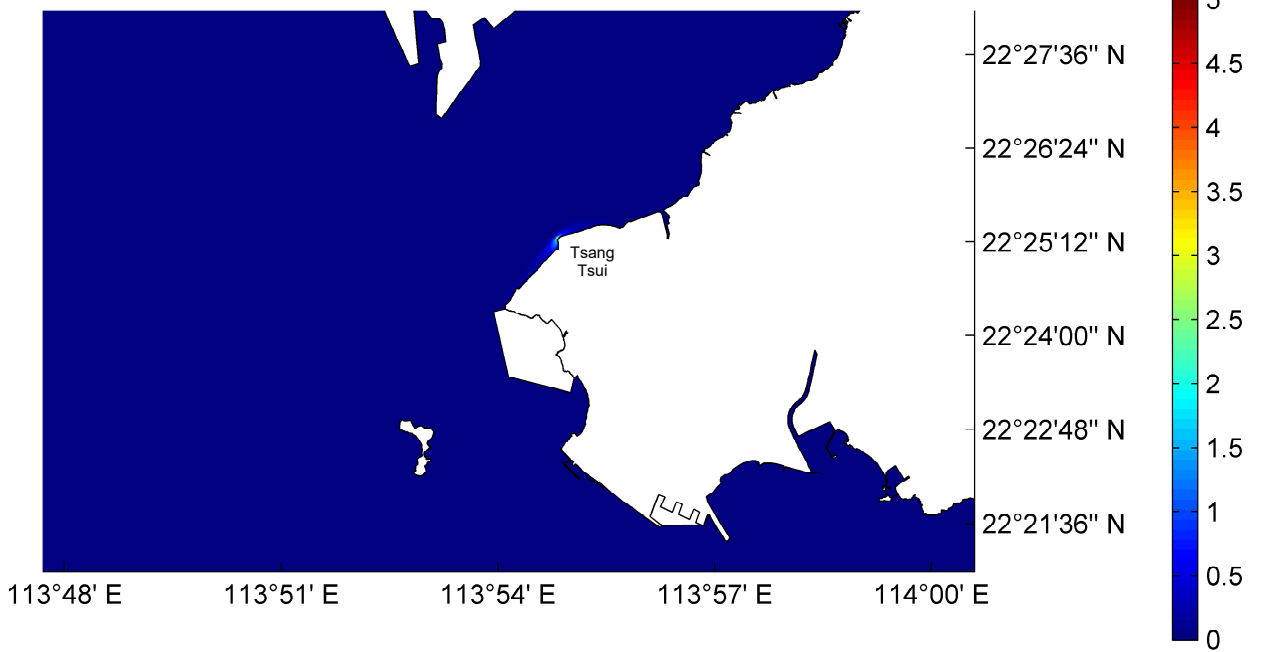 5
22°27'36" N
4.5
22°26'24" N
4
3.5
22°25'12" N
Tsang
Tsui
3
2.5
22°24'00" N
2
22°22'48" N
1.5
22°21'36" N
1
0.5
113°48' E
113°51' E
113°54' E
113°57' E
114°00' E
0